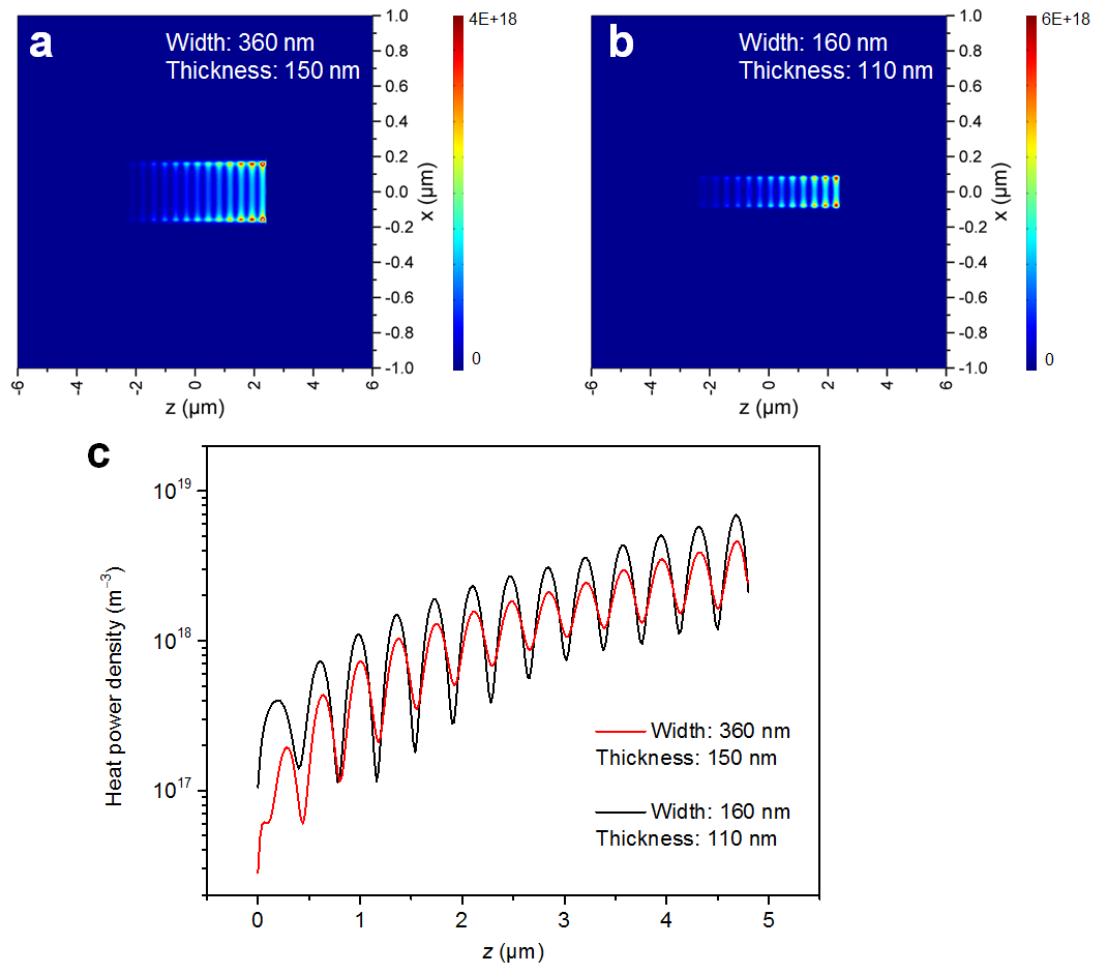 a
Width: 360 nm
Thickness: 150 nm
4E+18
0
1.0
0.8
0.6
0.4
0.2
0.0
-0.2
-0.4
-0.6
-0.8
-1.0
x (µm)
-6
-4
-2
0
2
4
6
z (µm)
b
Width: 160 nm
Thickness: 110 nm
6E+18
0
1.0
0.8
0.6
0.4
0.2
0.0
-0.2
-0.4
-0.6
-0.8
-1.0
x (µm)
-6
-4
-2
0
2
4
6
z (µm)
c
Heat power density (m⁻³)
10¹⁹
10¹⁸
10¹⁷
Width: 360 nm
Thickness: 150 nm
Width: 160 nm
Thickness: 110 nm
0 1 2 3 4 5
z (µm)